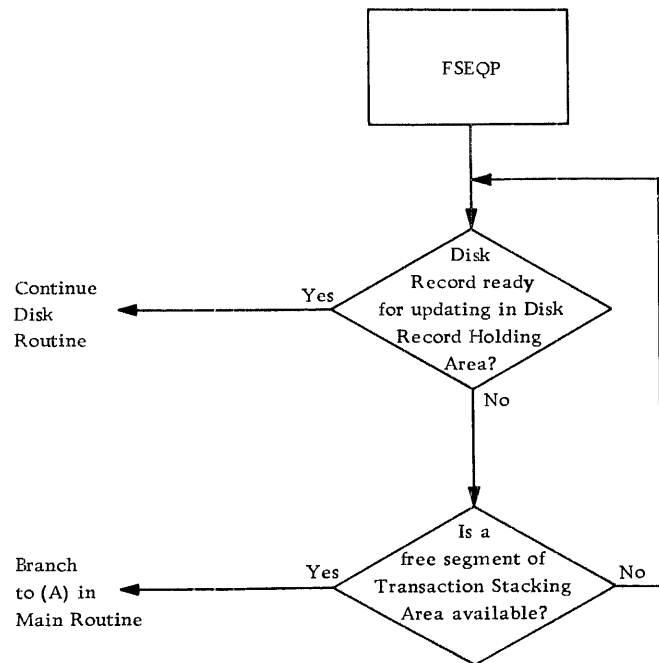 FSEQP
Disk
Record ready
for updating in Disk
Record Holding
Area?
Yes
Continue
Disk
Routine
No
Is a
free segment of
Transaction Stacking
Area available?
Yes
No
Branch
to (A) in
Main Routine